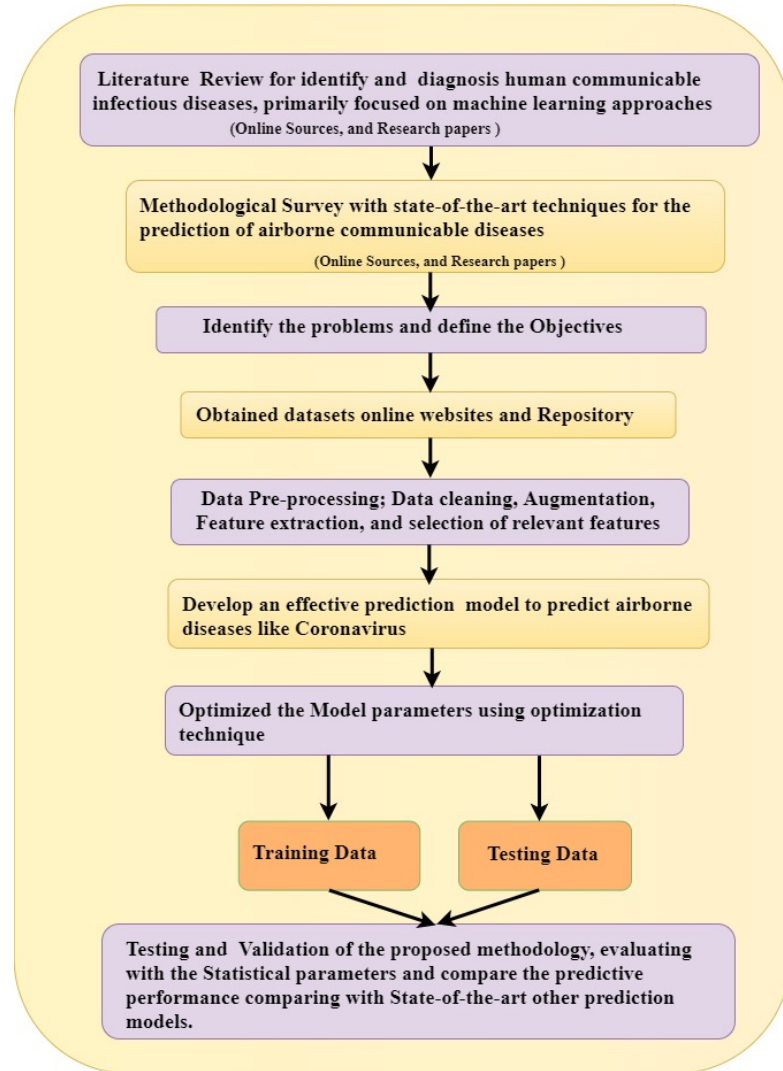 Literature Review for identify and diagnosis human communicable
infectious diseases, primarily focused on machine learning approaches
(Online Sources, and Research papers )
Methodological Survey with state-of-the-art techniques for the
prediction of airborne communicable diseases
(Online Sources, and Research papers )
Identify the problems and define the Objectives
Obtained datasets online websites and Repository
Data Pre-processing; Data cleaning, Augmentation,
Feature extraction, and selection of relevant features
Develop an effective prediction model to predict airborne
diseases like Coronavirus
Optimized the Model parameters using optimization
technique
Training Data
Testing Data
Testing and Validation of the proposed methodology, evaluating
with the Statistical parameters and compare the predictive
performance comparing with State-of-the-art other prediction
models.